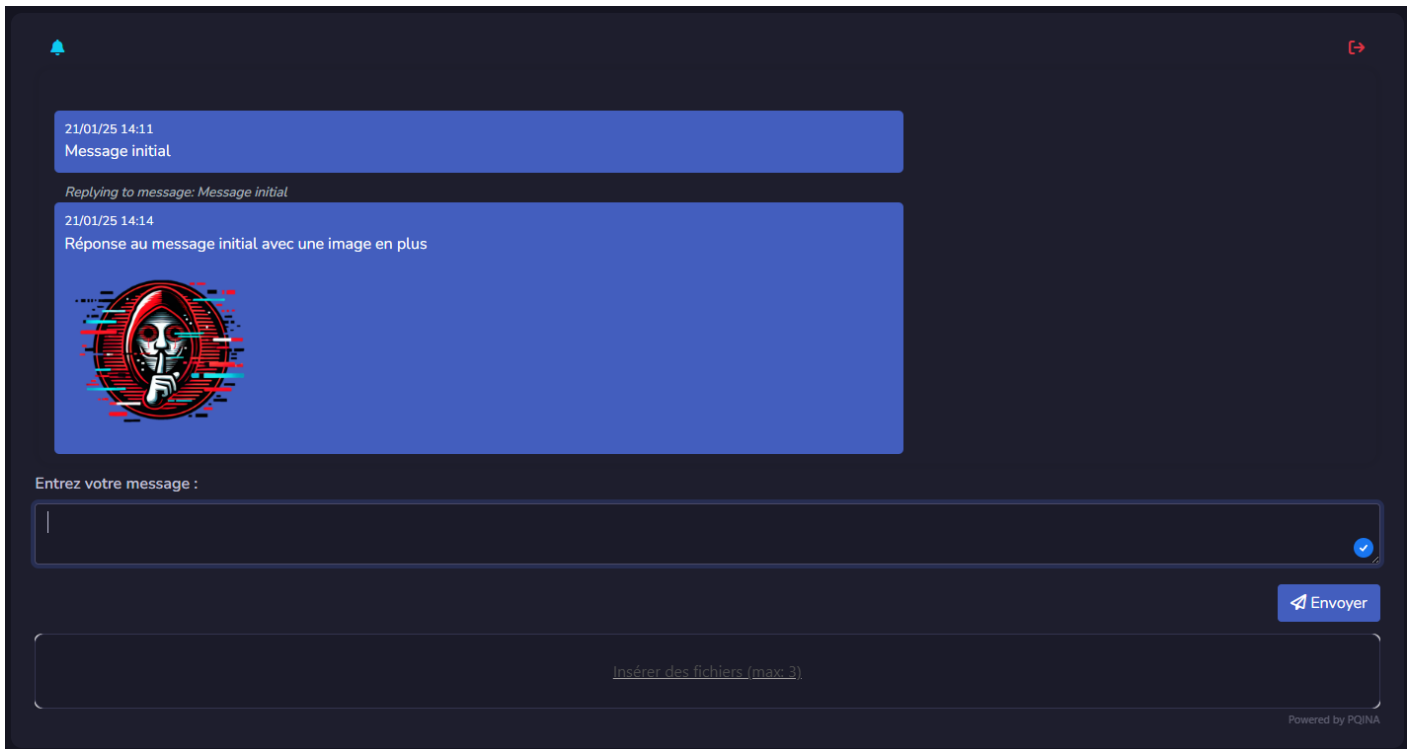 21/01/25 14:11
Message initial
Replying to message: Message initial
21/01/25 14:14
Réponse au message initial avec une image en plus
Entrez votre message :
Envoyer
Insérer des fichiers (max: 3)
Powered by PQINA